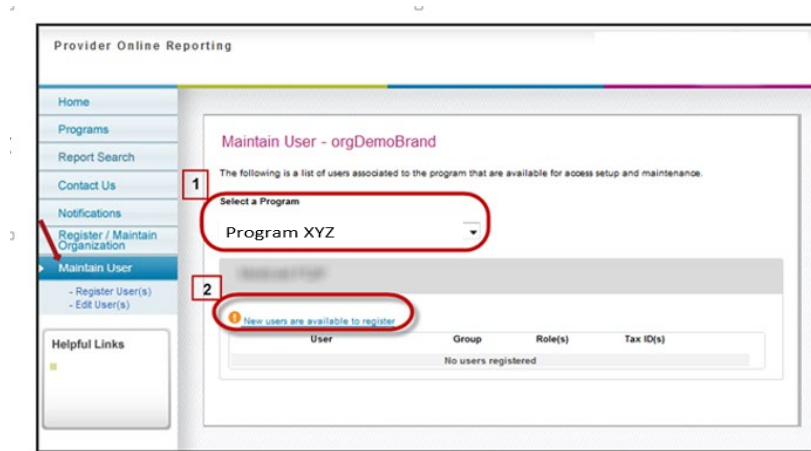 Provider Online Reporting
Home
Programs
Report Search
Contact Us
Notifications
Register / Maintain
Organization
Maintain User
- Register User(s)
- Edit User(s)
Helpful Links
Maintain User - orgDemoBrand
The following is a list of users associated to the program that are available for access setup and maintenance.
1
Select a Program
Program XYZ
2
New users are available to register
User Group Role(s) Tax ID(s)
No users registered